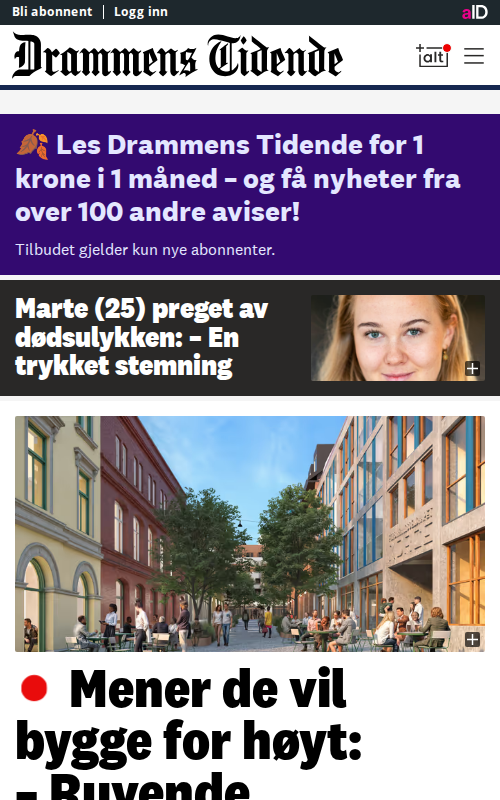 Bli abonnent
Logg inn
aID
Drammens Tidende
+alt
Les Drammens Tidende for 1
krone i 1 måned – og få nyheter fra
over 100 andre aviser!
Tilbudet gjelder kun nye abonnenter.
Marte (25) preget av
dødsulykken: – En
trykket stemning
Mener de vil
bygge for høyt:
– Ruvende